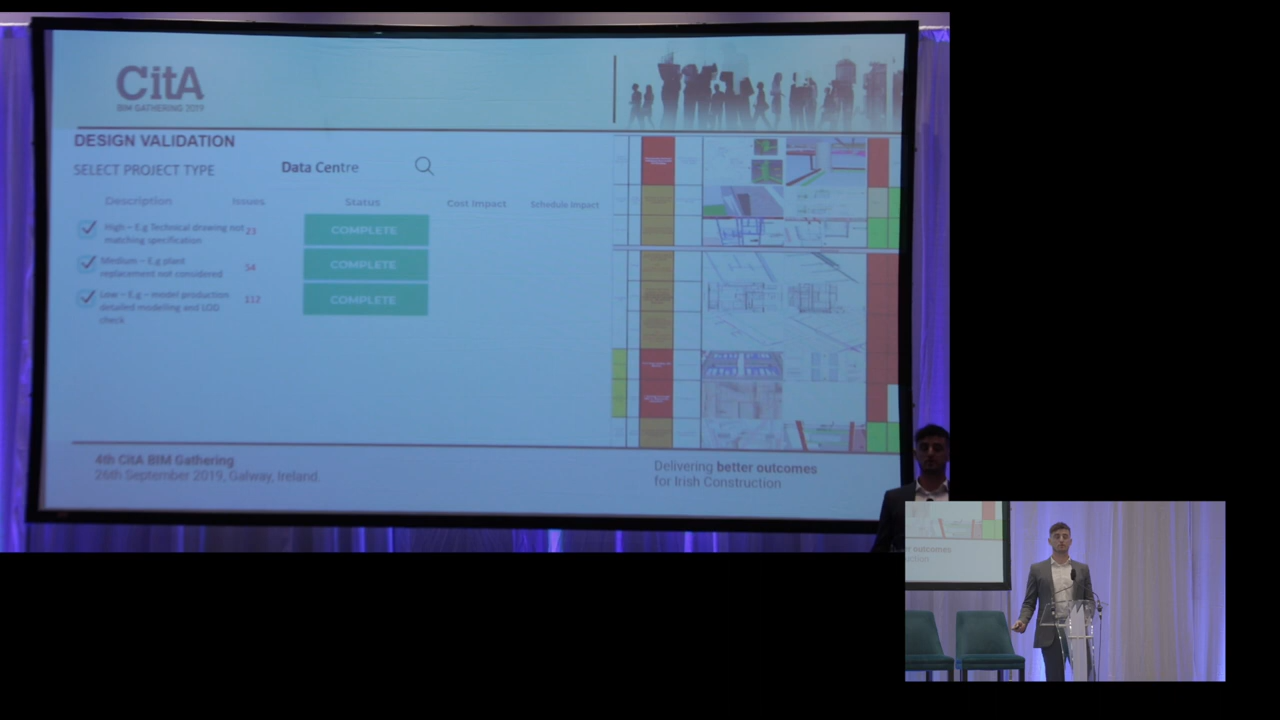 CitA
BIM GATHERING 2019
DESIGN VALIDATION
SELECT PROJECT TYPE
Data Centre
Description
Issues
Status
Cost Impact
Schedule Impact
High – E.g Technical drawing not
matching specification
23
COMPLETE
Medium – E.g plant
replacement not considered
54
COMPLETE
Low – E.g – model production
detailed modelling and LOD
check
112
COMPLETE
4th CitA BIM Gathering
26th September 2019, Galway, Ireland.
Delivering better outcomes
for Irish Construction
outcomes